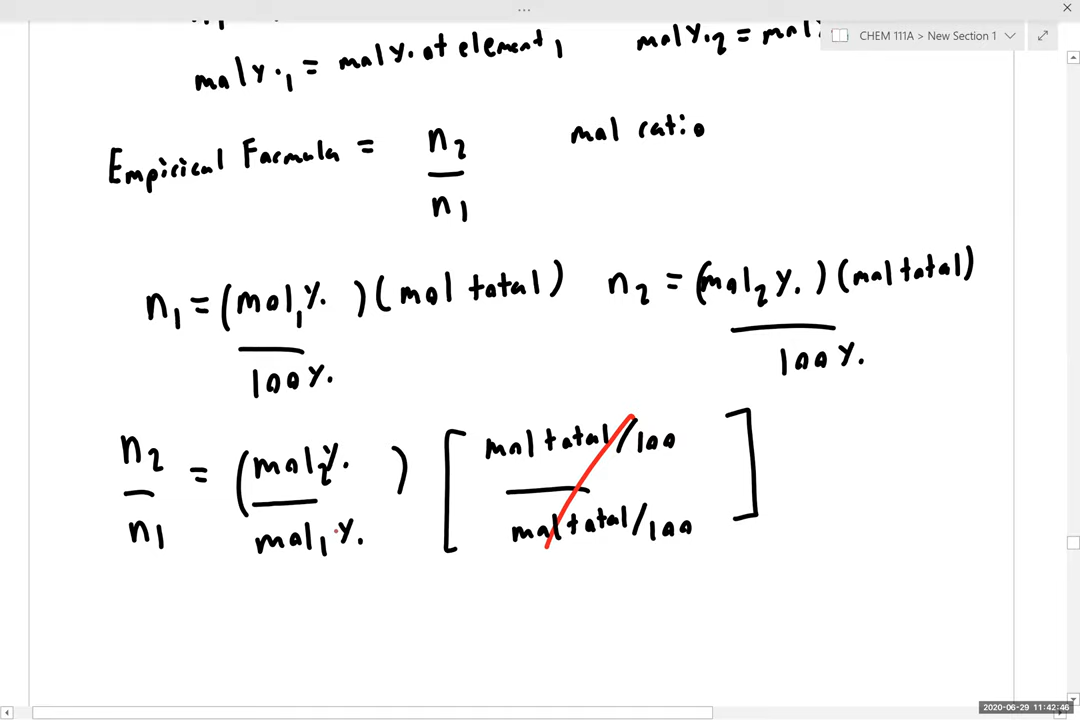 CHEM 111A > New Section 1
mol %.1 = mol % of element 1 mol %.2 = mol
Empirical Formula = n2 / n1 mol ratio
n1 = (mol1 % / 100 %) (mol total) n2 = (mol2 % / 100 %) (mol total)
n2 / n1 = (mol2 % / mol1 %) [mol total/100 / mol total/100]
2020-06-29 11:42:46